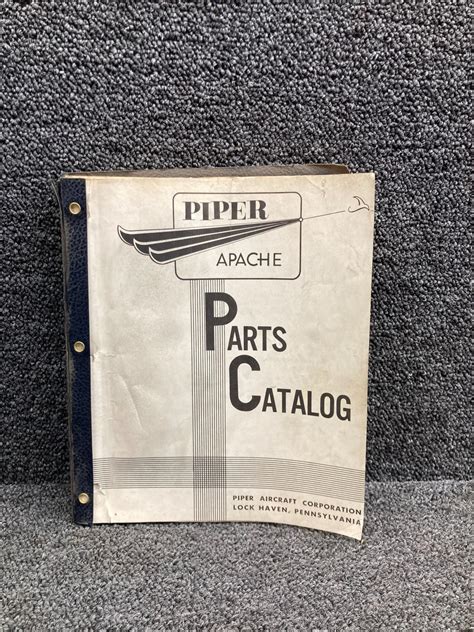 PIPER
APACHE
PARTS
CATALOG
PIPER AIRCRAFT CORPORATION
LOCK HAVEN, PENNSYLVANIA